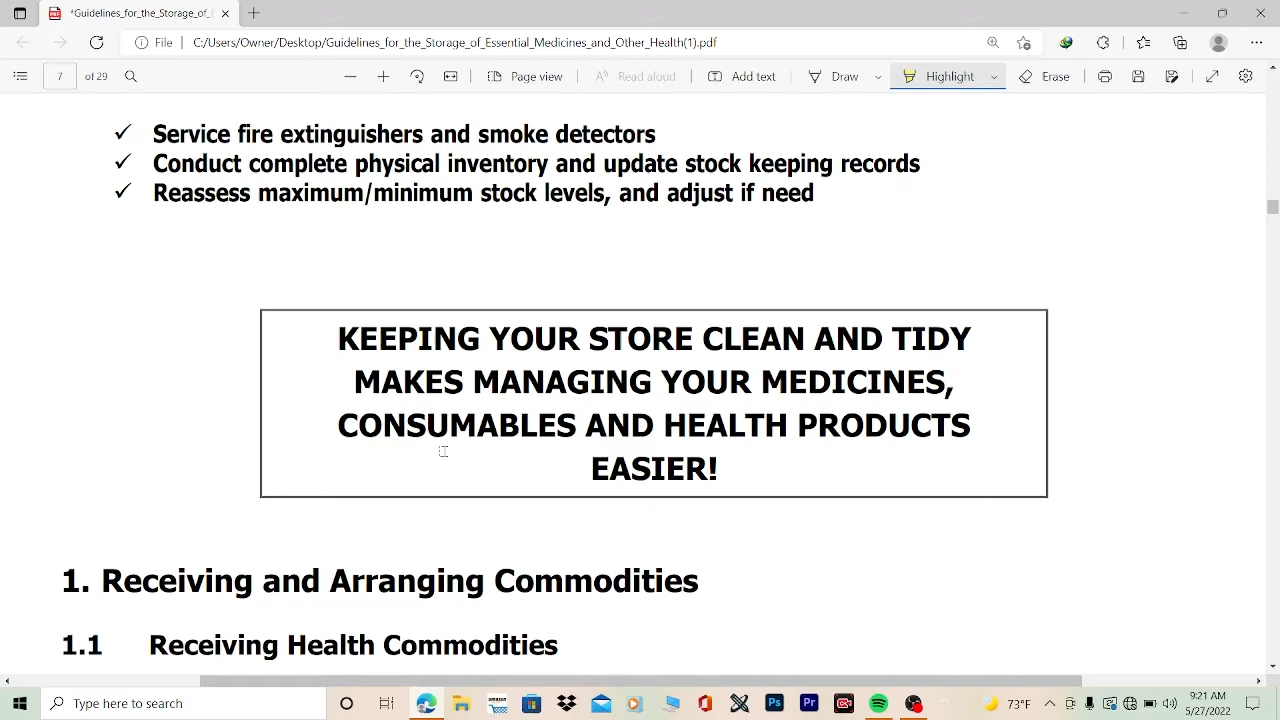 *Guidelines_for_the_Storage_of_
File C:/Users/Owner/Desktop/Guidelines_for_the_Storage_of_Essential_Medicines_and_Other_Health(1).pdf
7 of 29 Page view Read aloud Add text Draw Highlight Erase
✓ Service fire extinguishers and smoke detectors
✓ Conduct complete physical inventory and update stock keeping records
✓ Reassess maximum/minimum stock levels, and adjust if need
KEEPING YOUR STORE CLEAN AND TIDY
MAKES MANAGING YOUR MEDICINES,
CONSUMABLES AND HEALTH PRODUCTS
EASIER!
1. Receiving and Arranging Commodities
1.1 Receiving Health Commodities
Type here to search
amazon
Ps
Pr
73°F
5:21 AM
5/27/2022